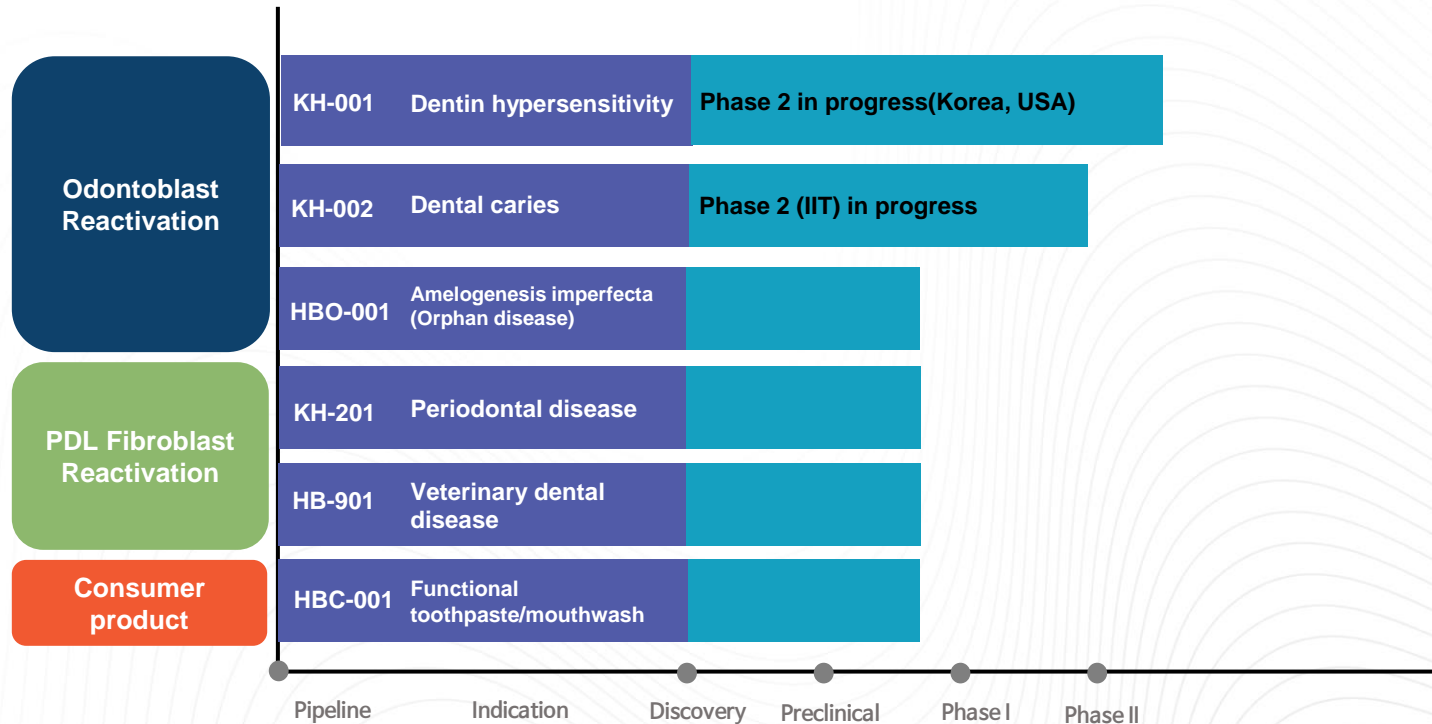 Odontoblast
Reactivation
KH-001 Dentin hypersensitivity Phase 2 in progress(Korea, USA)
KH-002 Dental caries Phase 2 (IIT) in progress
HBO-001 Amelogenesis imperfecta
(Orphan disease)
PDL Fibroblast
Reactivation
KH-201 Periodontal disease
HB-901 Veterinary dental
disease
Consumer
product
HBC-001 Functional
toothpaste/mouthwash
Pipeline Indication Discovery Preclinical Phase I Phase II